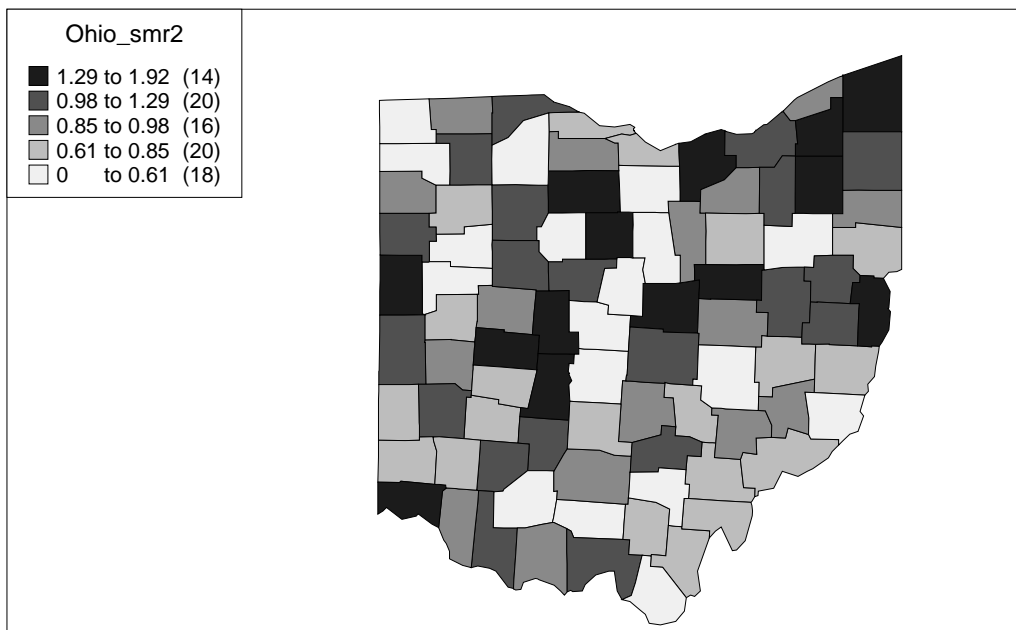 Ohio_smr2
1.29 to 1.92 (14)
0.98 to 1.29 (20)
0.85 to 0.98 (16)
0.61 to 0.85 (20)
0 to 0.61 (18)